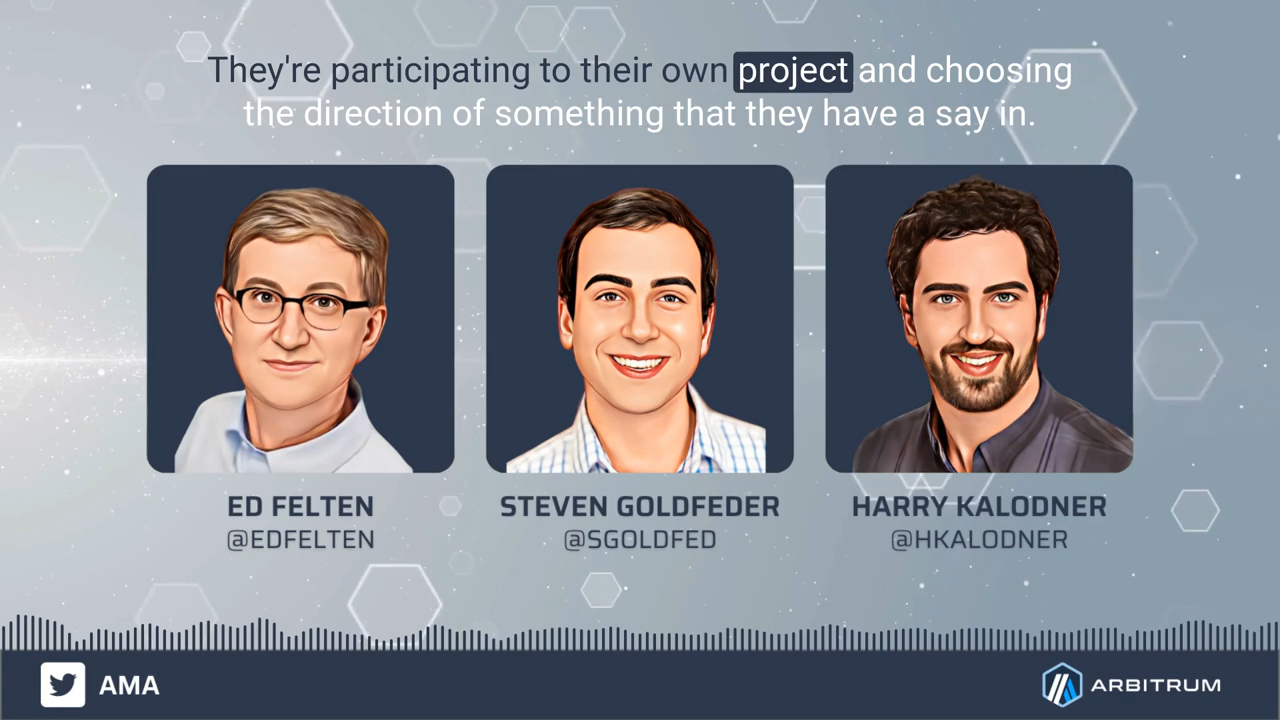 They're participating to their own project and choosing
the direction of something that they have a say in.
ED FELTEN
@EDFELTEN
STEVEN GOLDFEDER
@SGOLDFED
HARRY KALODNER
@HKALODNER
AMA
ARBITRUM